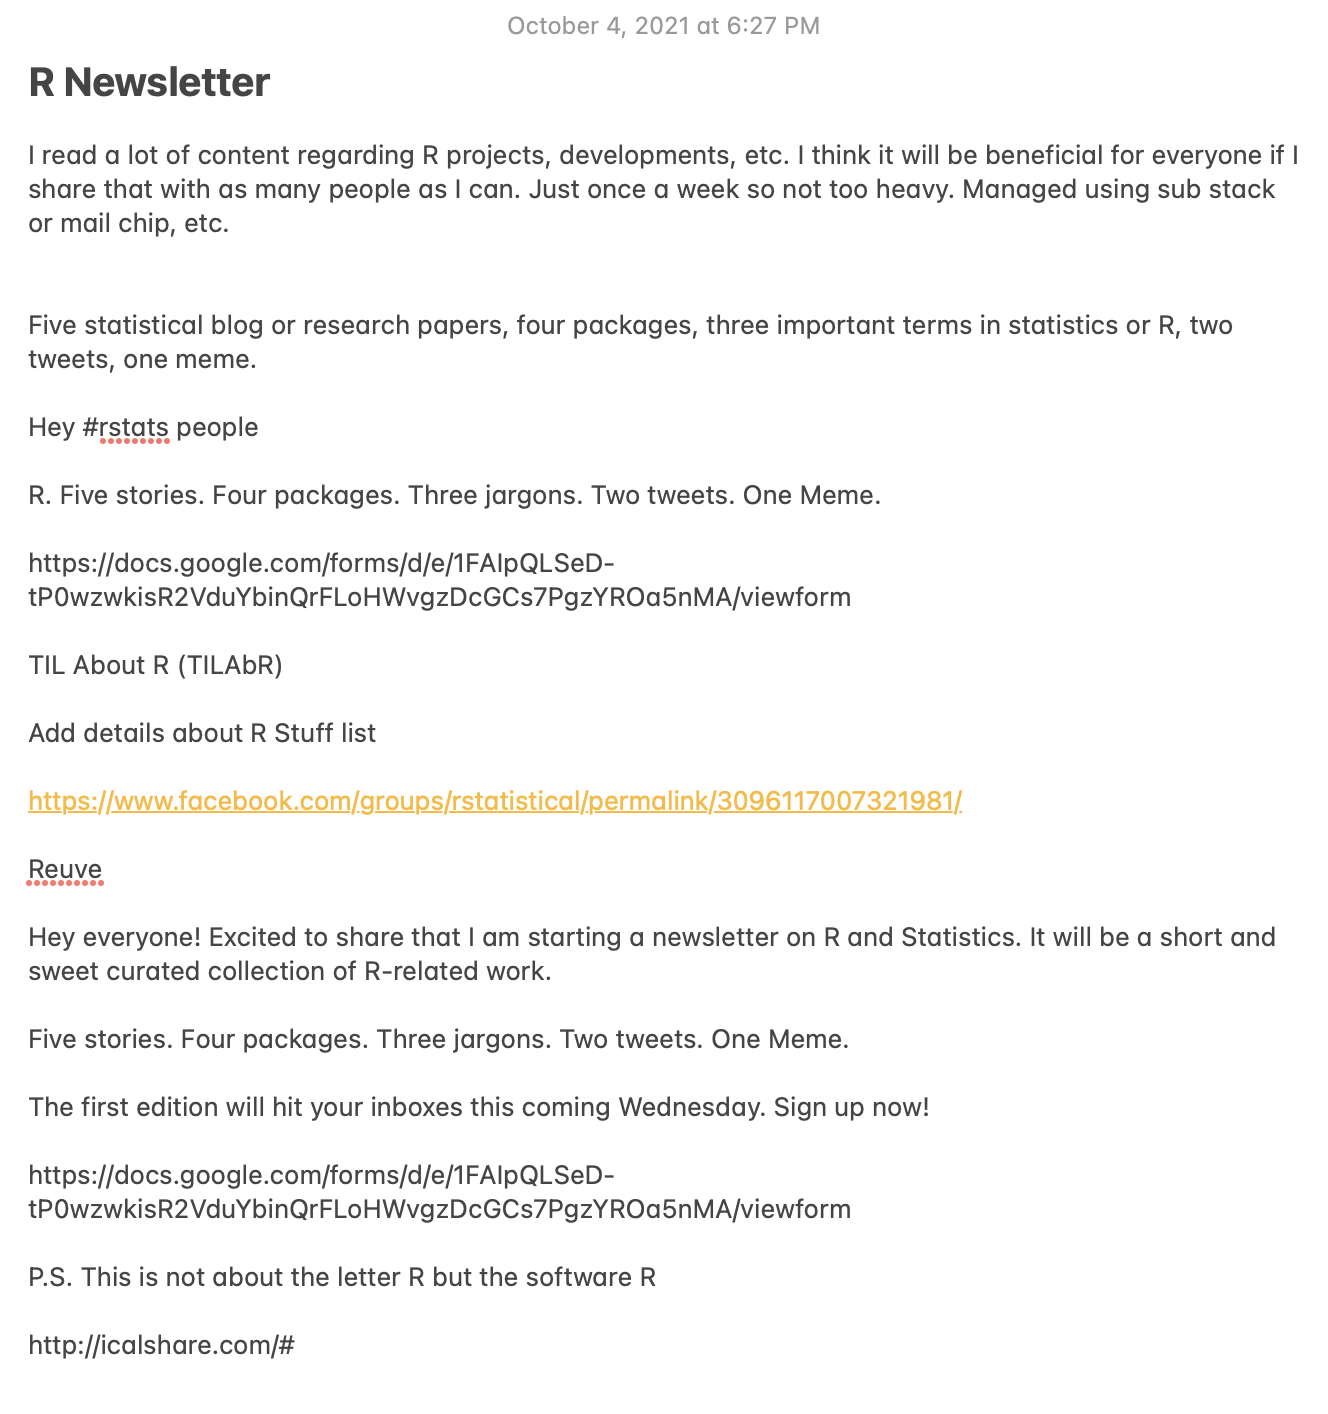 October 4, 2021 at 6:27 PM
R Newsletter
I read a lot of content regarding R projects, developments, etc. I think it will be beneficial for everyone if I
share that with as many people as I can. Just once a week so not too heavy. Managed using sub stack
or mail chip, etc.
Five statistical blog or research papers, four packages, three important terms in statistics or R, two
tweets, one meme.
Hey #rstats people
R. Five stories. Four packages. Three jargons. Two tweets. One Meme.
https://docs.google.com/forms/d/e/1FAIpQLSeD-
tP0wzwkisR2VduYbinQrFLoHWvgzDcGCs7PgzYROa5nMA/viewform
TIL About R (TILAbR)
Add details about R Stuff list
https://www.facebook.com/groups/rstatistical/permalink/3096117007321981/
Reuve
Hey everyone! Excited to share that I am starting a newsletter on R and Statistics. It will be a short and
sweet curated collection of R-related work.
Five stories. Four packages. Three jargons. Two tweets. One Meme.
The first edition will hit your inboxes this coming Wednesday. Sign up now!
https://docs.google.com/forms/d/e/1FAIpQLSeD-
tP0wzwkisR2VduYbinQrFLoHWvgzDcGCs7PgzYROa5nMA/viewform
P.S. This is not about the letter R but the software R
http://icalshare.com/#